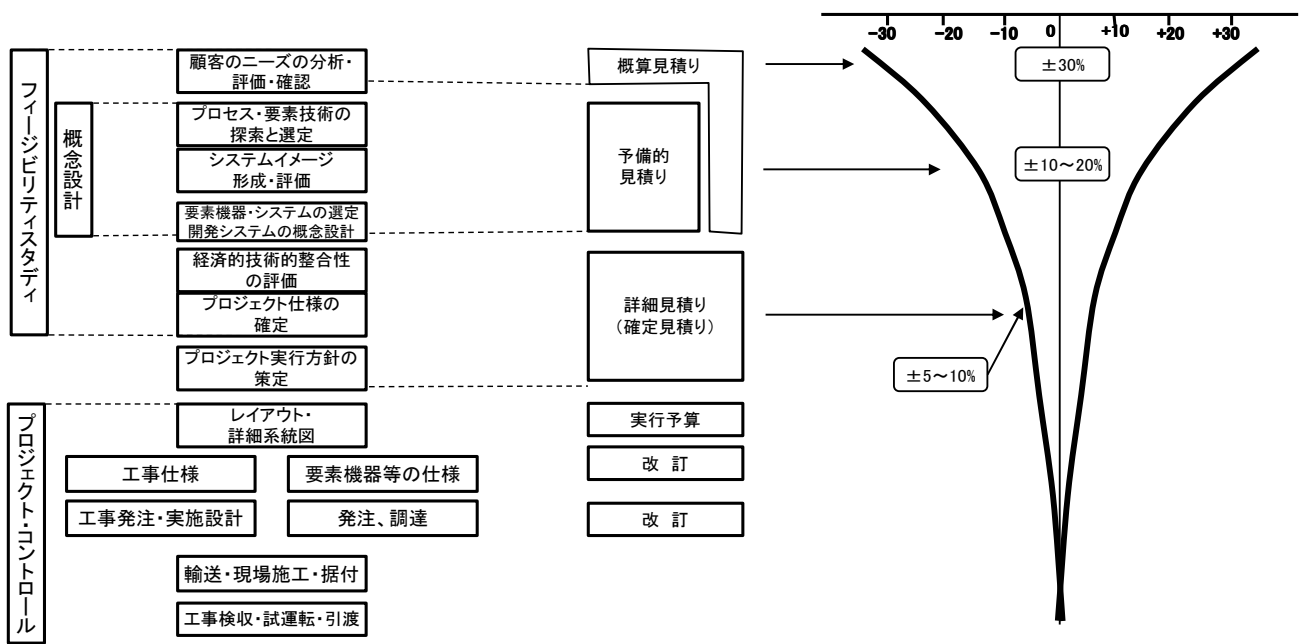 −30
−20
−10
0
+10
+20
+30
フィージビリティスタディ
概念設計
顧客のニーズの分析・
評価・確認
プロセス・要素技術の
探索と選定
システムイメージ
形成・評価
要素機器・システムの選定
開発システムの概念設計
経済的技術的整合性
の評価
プロジェクト仕様の
確定
プロジェクト実行方針の
策定
概算見積り
予備的
見積り
詳細見積り
（確定見積り）
±30%
±10～20%
±5～10%
プロジェクト・コントロール
レイアウト・
詳細系統図
実行予算
工事仕様
要素機器等の仕様
改 訂
工事発注・実施設計
発注、調達
改 訂
輸送・現場施工・据付
工事検収・試運転・引渡